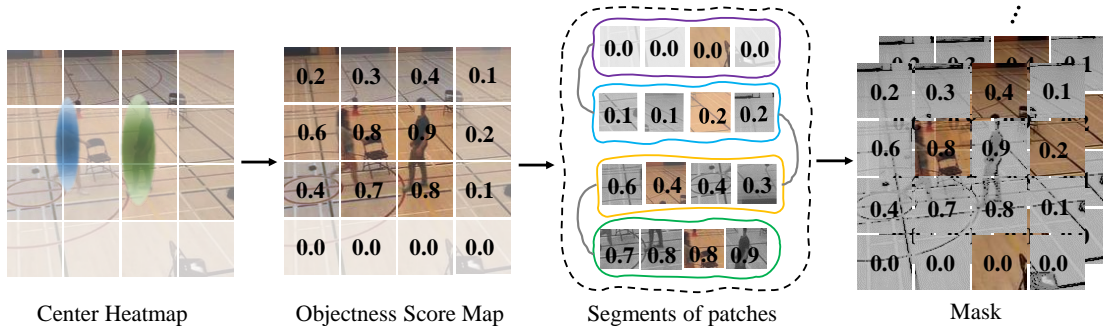 0.2 0.3 0.4 0.1
0.6 0.8 0.9 0.2
0.4 0.7 0.8 0.1
0.0 0.0 0.0 0.0
0.0 0.0 0.0 0.0
0.1 0.1 0.2 0.2
0.6 0.4 0.4 0.3
0.7 0.8 0.8 0.9
0.2 0.3 0.4 0.1
0.6 0.8 0.9 0.2
0.4 0.7 0.8 0.1
0.0 0.0 0.0 0.0
Center Heatmap
Objectness Score Map
Segments of patches
Mask